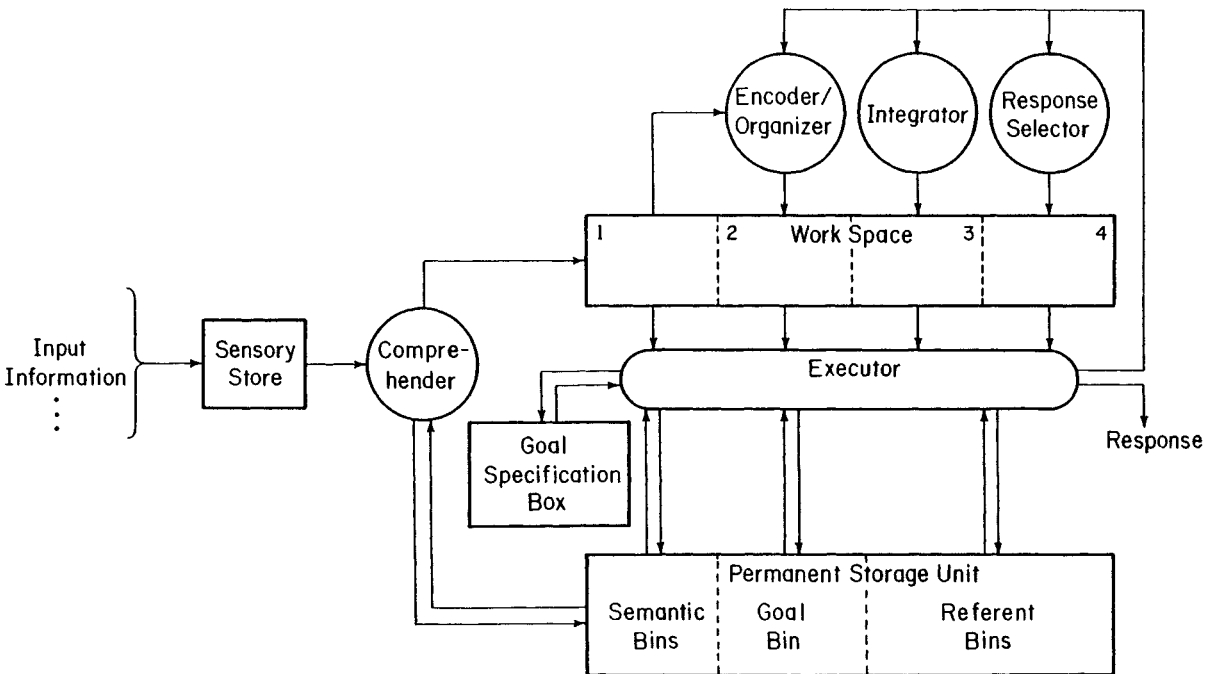 Encoder/
Organizer
Integrator
Response
Selector
1
2
Work Space
3
4
Input
Information
Sensory
Store
Compre-
hender
Executor
Goal
Specification
Box
Response
Permanent Storage Unit
Semantic
Bins
Goal
Bin
Referent
Bins